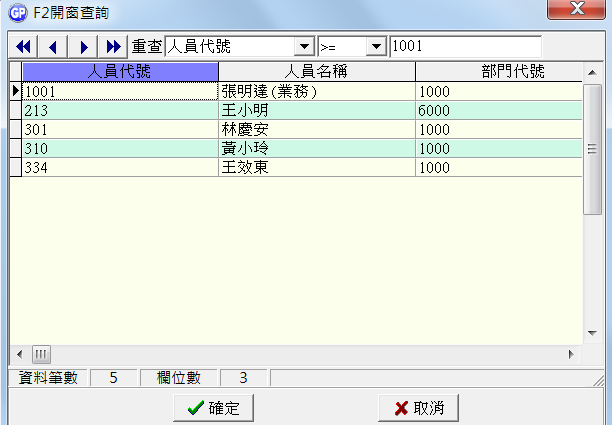 GP F2開窗查詢
重查 人員代號 >= 1001
人員代號 人員名稱 部門代號
1001 張明達(業務) 1000
213 王小明 6000
301 林慶安 1000
310 黃小玲 1000
334 王效東 1000
資料筆數 5 欄位數 3
確定 取消